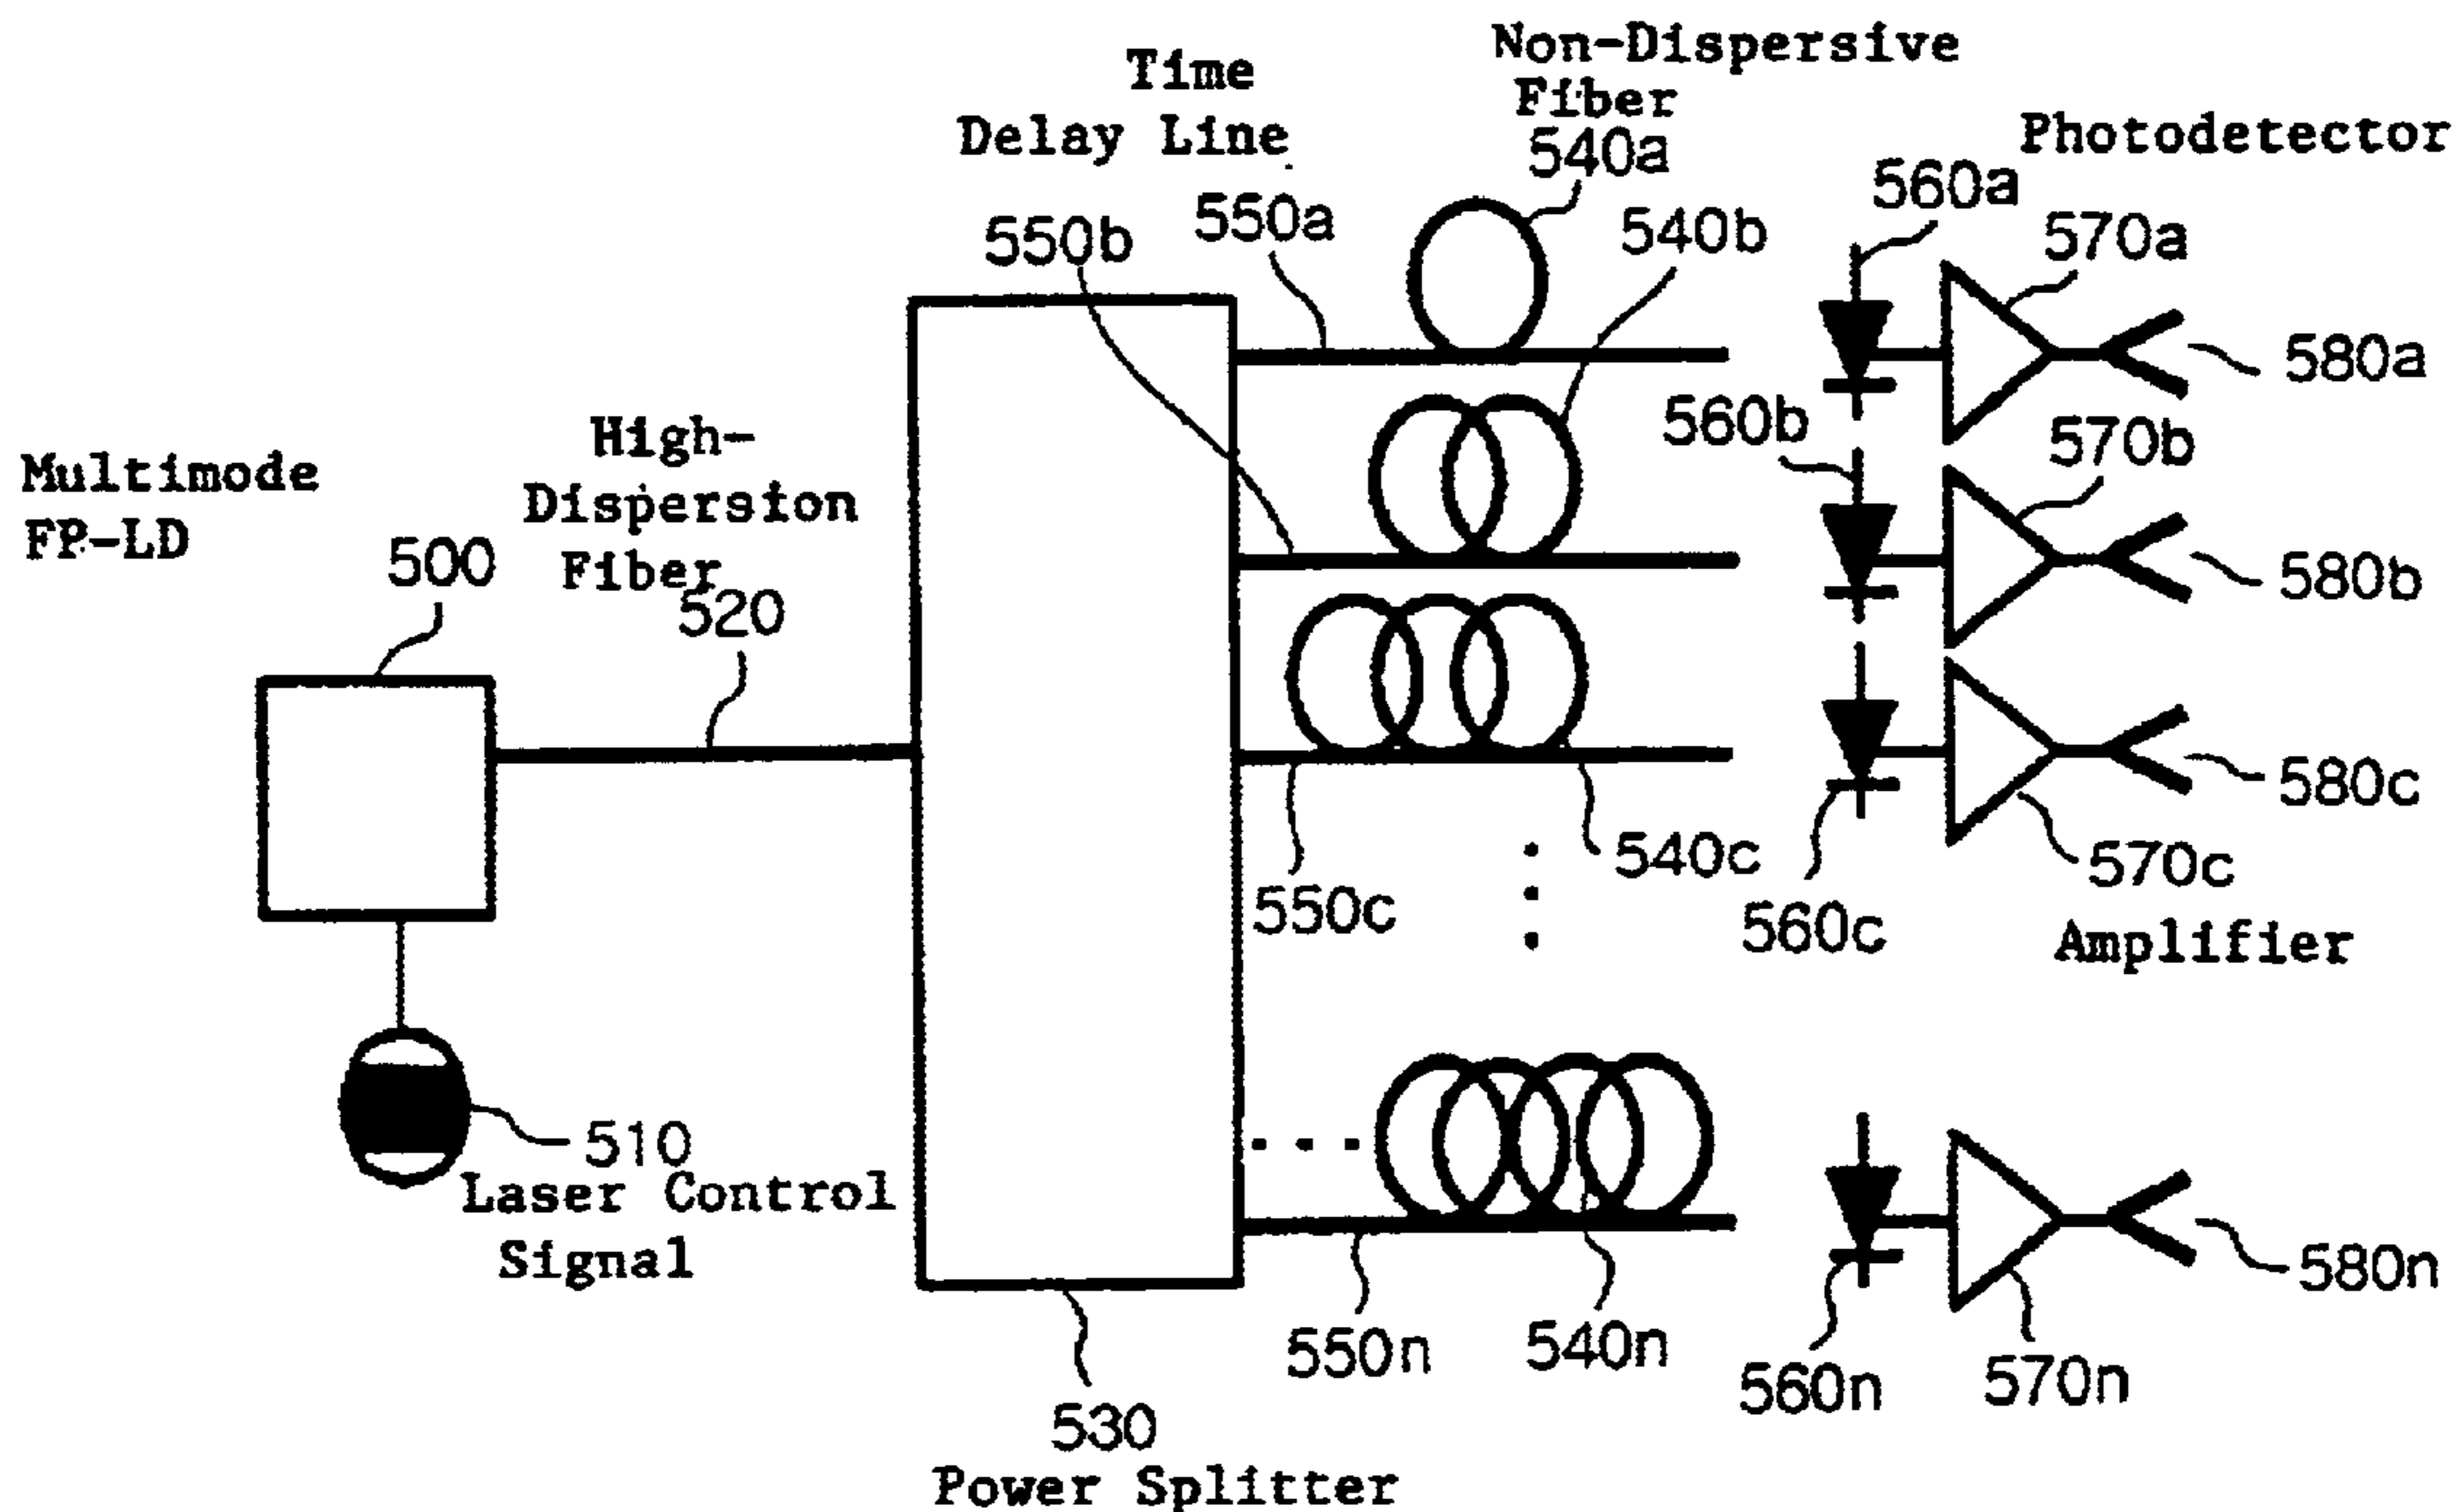 Non-Dispersive
Fiber
Time
Delay Line
540a
Photodetector
560a
550b
550a
540b
570a
580a
560b
570b
High-
Dispersion
Fiber
520
Multimode
FP-LD
500
580b
580c
540c
570c
550c
560c
Amplifier
510
Laser Control
Signal
580n
550n
540n
560n
570n
530
Power Splitter